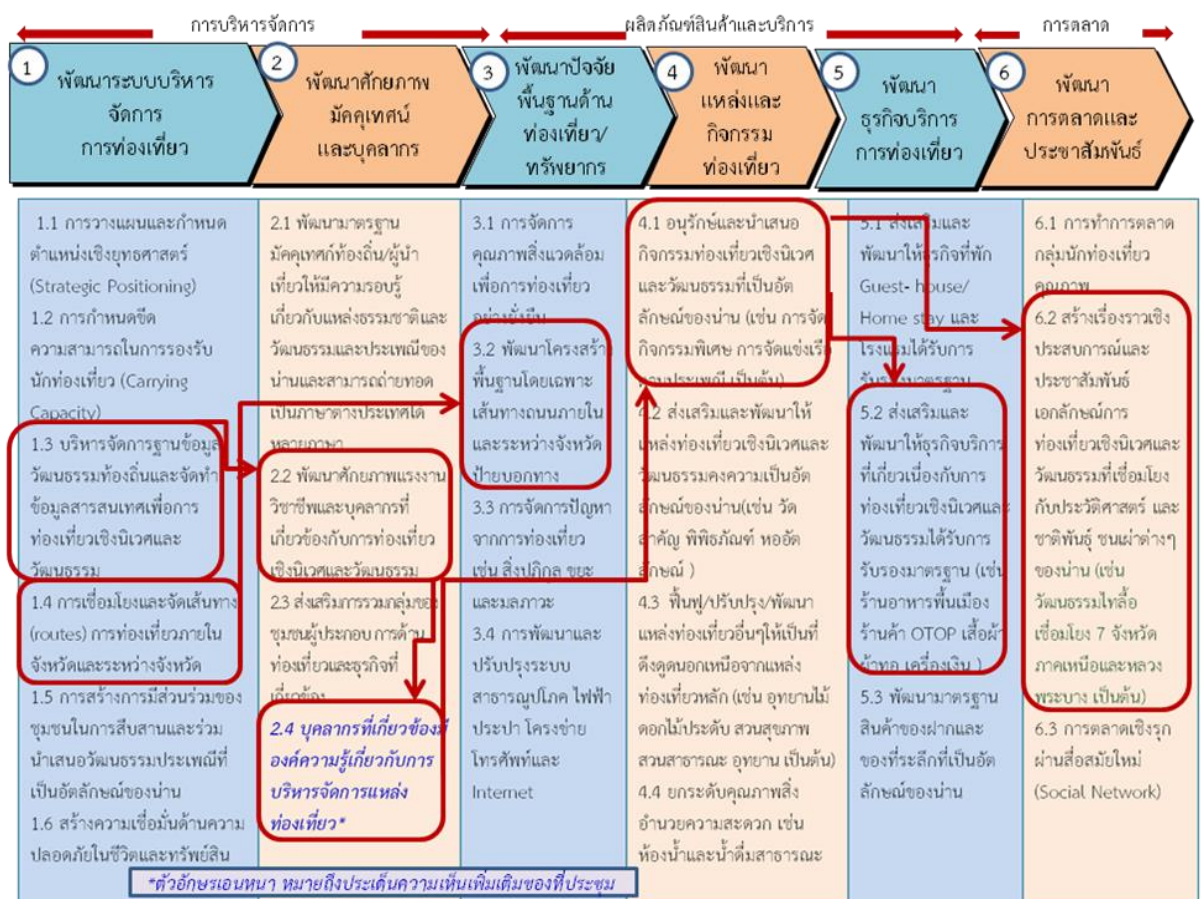 การบริหารจัดการ
ผลิตภัณฑ์สินค้าและบริการ
การตลาด
1
พัฒนาระบบบริหาร
จัดการ
การท่องเที่ยว
2
พัฒนาศักยภาพ
มัคคุเทศน์
และบุคลากร
3
พัฒนาปัจจัย
พื้นฐานด้าน
ท่องเที่ยว/
ทรัพยากร
4
พัฒนา
แหล่งและ
กิจกรรม
ท่องเที่ยว
5
พัฒนา
ธุรกิจบริการ
การท่องเที่ยว
6
พัฒนา
การตลาดและ
ประชาสัมพันธ์
1.1 การวางแผนและกำหนด
ตำแหน่งเชิงยุทธศาสตร์
(Strategic Positioning)
1.2 การกำหนดขีด
ความสามารถในการรองรับ
นักท่องเที่ยว (Carrying
Capacity)
1.3 บริหารจัดการฐานข้อมูล
วัฒนธรรมท้องถิ่นและจัดทำ
ข้อมูลสารสนเทศเพื่อการ
ท่องเที่ยวเชิงนิเวศและ
วัฒนธรรม
1.4 การเชื่อมโยงและจัดเส้นทาง
(routes) การท่องเที่ยวภายใน
จังหวัดและระหว่างจังหวัด
1.5 การสร้างการมีส่วนร่วมของ
ชุมชนในการสืบสานและร่วม
นำเสนอวัฒนธรรมประเพณีที่
เป็นอัตลักษณ์ของน่าน
1.6 สร้างความเชื่อมั่นด้านความ
ปลอดภัยในชีวิตและทรัพย์สิน
2.1 พัฒนามาตรฐาน
มัคคุเทศก์ท้องถิ่น/ผู้นำ
เที่ยวให้มีความรอบรู้
เกี่ยวกับแหล่งธรรมชาติและ
วัฒนธรรมและประเพณีของ
น่านและสามารถถ่ายทอด
เป็นภาษาต่างประเทศได้
หลายภาษา
2.2 พัฒนาศักยภาพแรงงาน
วิชาชีพและบุคลากรที่
เกี่ยวข้องกับการท่องเที่ยว
เชิงนิเวศและวัฒนธรรม
2.3 ส่งเสริมการรวมกลุ่มของ
ชุมชนผู้ประกอบการด้าน
ท่องเที่ยวและธุรกิจที่
เกี่ยวข้อง
2.4 บุคลากรที่เกี่ยวข้องมี
องค์ความรู้เกี่ยวกับการ
บริหารจัดการแหล่ง
ท่องเที่ยว*
3.1 การจัดการ
คุณภาพสิ่งแวดล้อม
เพื่อการท่องเที่ยว
อย่างยั่งยืน
3.2 พัฒนาโครงสร้าง
พื้นฐานโดยเฉพาะ
เส้นทางถนนภายใน
และระหว่างจังหวัด
ป้ายบอกทาง
3.3 การจัดการปัญหา
จากการท่องเที่ยว
เช่น สิ่งปฏิกูล ขยะ
และมลภาวะ
3.4 การพัฒนาและ
ปรับปรุงระบบ
สาธารณูปโภค ไฟฟ้า
ประปา โครงข่าย
โทรศัพท์และ
Internet
4.1 อนุรักษ์และนำเสนอ
กิจกรรมท่องเที่ยวเชิงนิเวศ
และวัฒนธรรมที่เป็นอัต
ลักษณ์ของน่าน (เช่น การจัด
กิจกรรมพิเศษ การจัดแข่งเรือ
ตามประเพณี เป็นต้น)
4.2 ส่งเสริมและพัฒนาให้
แหล่งท่องเที่ยวเชิงนิเวศและ
วัฒนธรรมคงความเป็นอัต
ลักษณ์ของน่าน(เช่น วัด
สำคัญ พิพิธภัณฑ์ หออัต
ลักษณ์ )
4.3 ฟื้นฟู/ปรับปรุง/พัฒนา
แหล่งท่องเที่ยวอื่นๆให้เป็นที่
ดึงดูดนอกเหนือจากแหล่ง
ท่องเที่ยวหลัก (เช่น อุทยานไม้
ดอกไม้ประดับ สวนสุขภาพ
สวนสาธารณะ อุทยาน เป็นต้น)
4.4 ยกระดับคุณภาพสิ่ง
อำนวยความสะดวก เช่น
ห้องน้ำและน้ำดื่มสาธารณะ
5.1 ส่งเสริมและ
พัฒนาให้ธุรกิจที่พัก
Guest- house/
Home stay และ
โรงแรมได้รับการ
รับรองมาตรฐาน
5.2 ส่งเสริมและ
พัฒนาให้ธุรกิจบริการ
ที่เกี่ยวเนื่องกับการ
ท่องเที่ยวเชิงนิเวศและ
วัฒนธรรมได้รับการ
รับรองมาตรฐาน (เช่น
ร้านอาหารพื้นเมือง
ร้านค้า OTOP เสื้อผ้า
ผ้าทอ เครื่องเงิน )
5.3 พัฒนามาตรฐาน
สินค้าของฝากและ
ของที่ระลึกที่เป็นอัต
ลักษณ์ของน่าน
6.1 การทำการตลาด
กลุ่มนักท่องเที่ยว
คุณภาพ
6.2 สร้างเรื่องราวเชิง
ประสบการณ์และ
ประชาสัมพันธ์
เอกลักษณ์การ
ท่องเที่ยวเชิงนิเวศและ
วัฒนธรรมที่เชื่อมโยง
กับประวัติศาสตร์ และ
ชาติพันธุ์ ชนเผ่าต่างๆ
ของน่าน (เช่น
วัฒนธรรมไทลื้อ
เชื่อมโยง 7 จังหวัด
ภาคเหนือและหลวง
พระบาง เป็นต้น)
6.3 การตลาดเชิงรุก
ผ่านสื่อสมัยใหม่
(Social Network)
*ตัวอักษรเอนหนา หมายถึงประเด็นความเห็นเพิ่มเติมของที่ประชุม